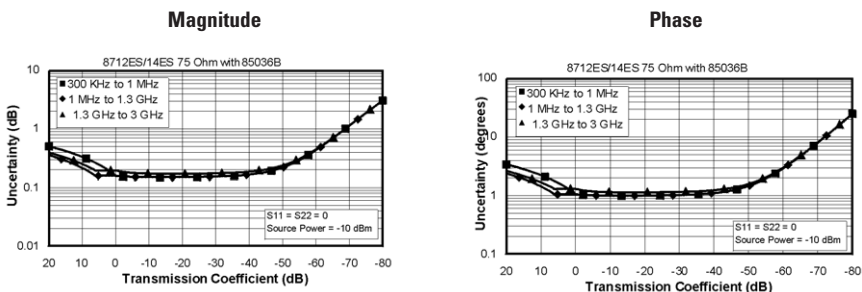 Magnitude
8712ES/14ES 75 Ohm with 85036B
10
1
0.1
0.01
Uncertainty (dB)
300 KHz to 1 MHz
1 MHz to 1.3 GHz
1.3 GHz to 3 GHz
S11 = S22 = 0
Source Power = -10 dBm
20 10 0 -10 -20 -30 -40 -50 -60 -70 -80
Transmission Coefficient (dB)
Phase
8712ES/14ES 75 Ohm with 85036B
100
10
1
0.1
Uncertainty (degrees)
300 KHz to 1 MHz
1 MHz to 1.3 GHz
1.3 GHz to 3 GHz
S11 = S22 = 0
Source Power = -10 dBm
20 10 0 -10 -20 -30 -40 -50 -60 -70 -80
Transmission Coefficient (dB)